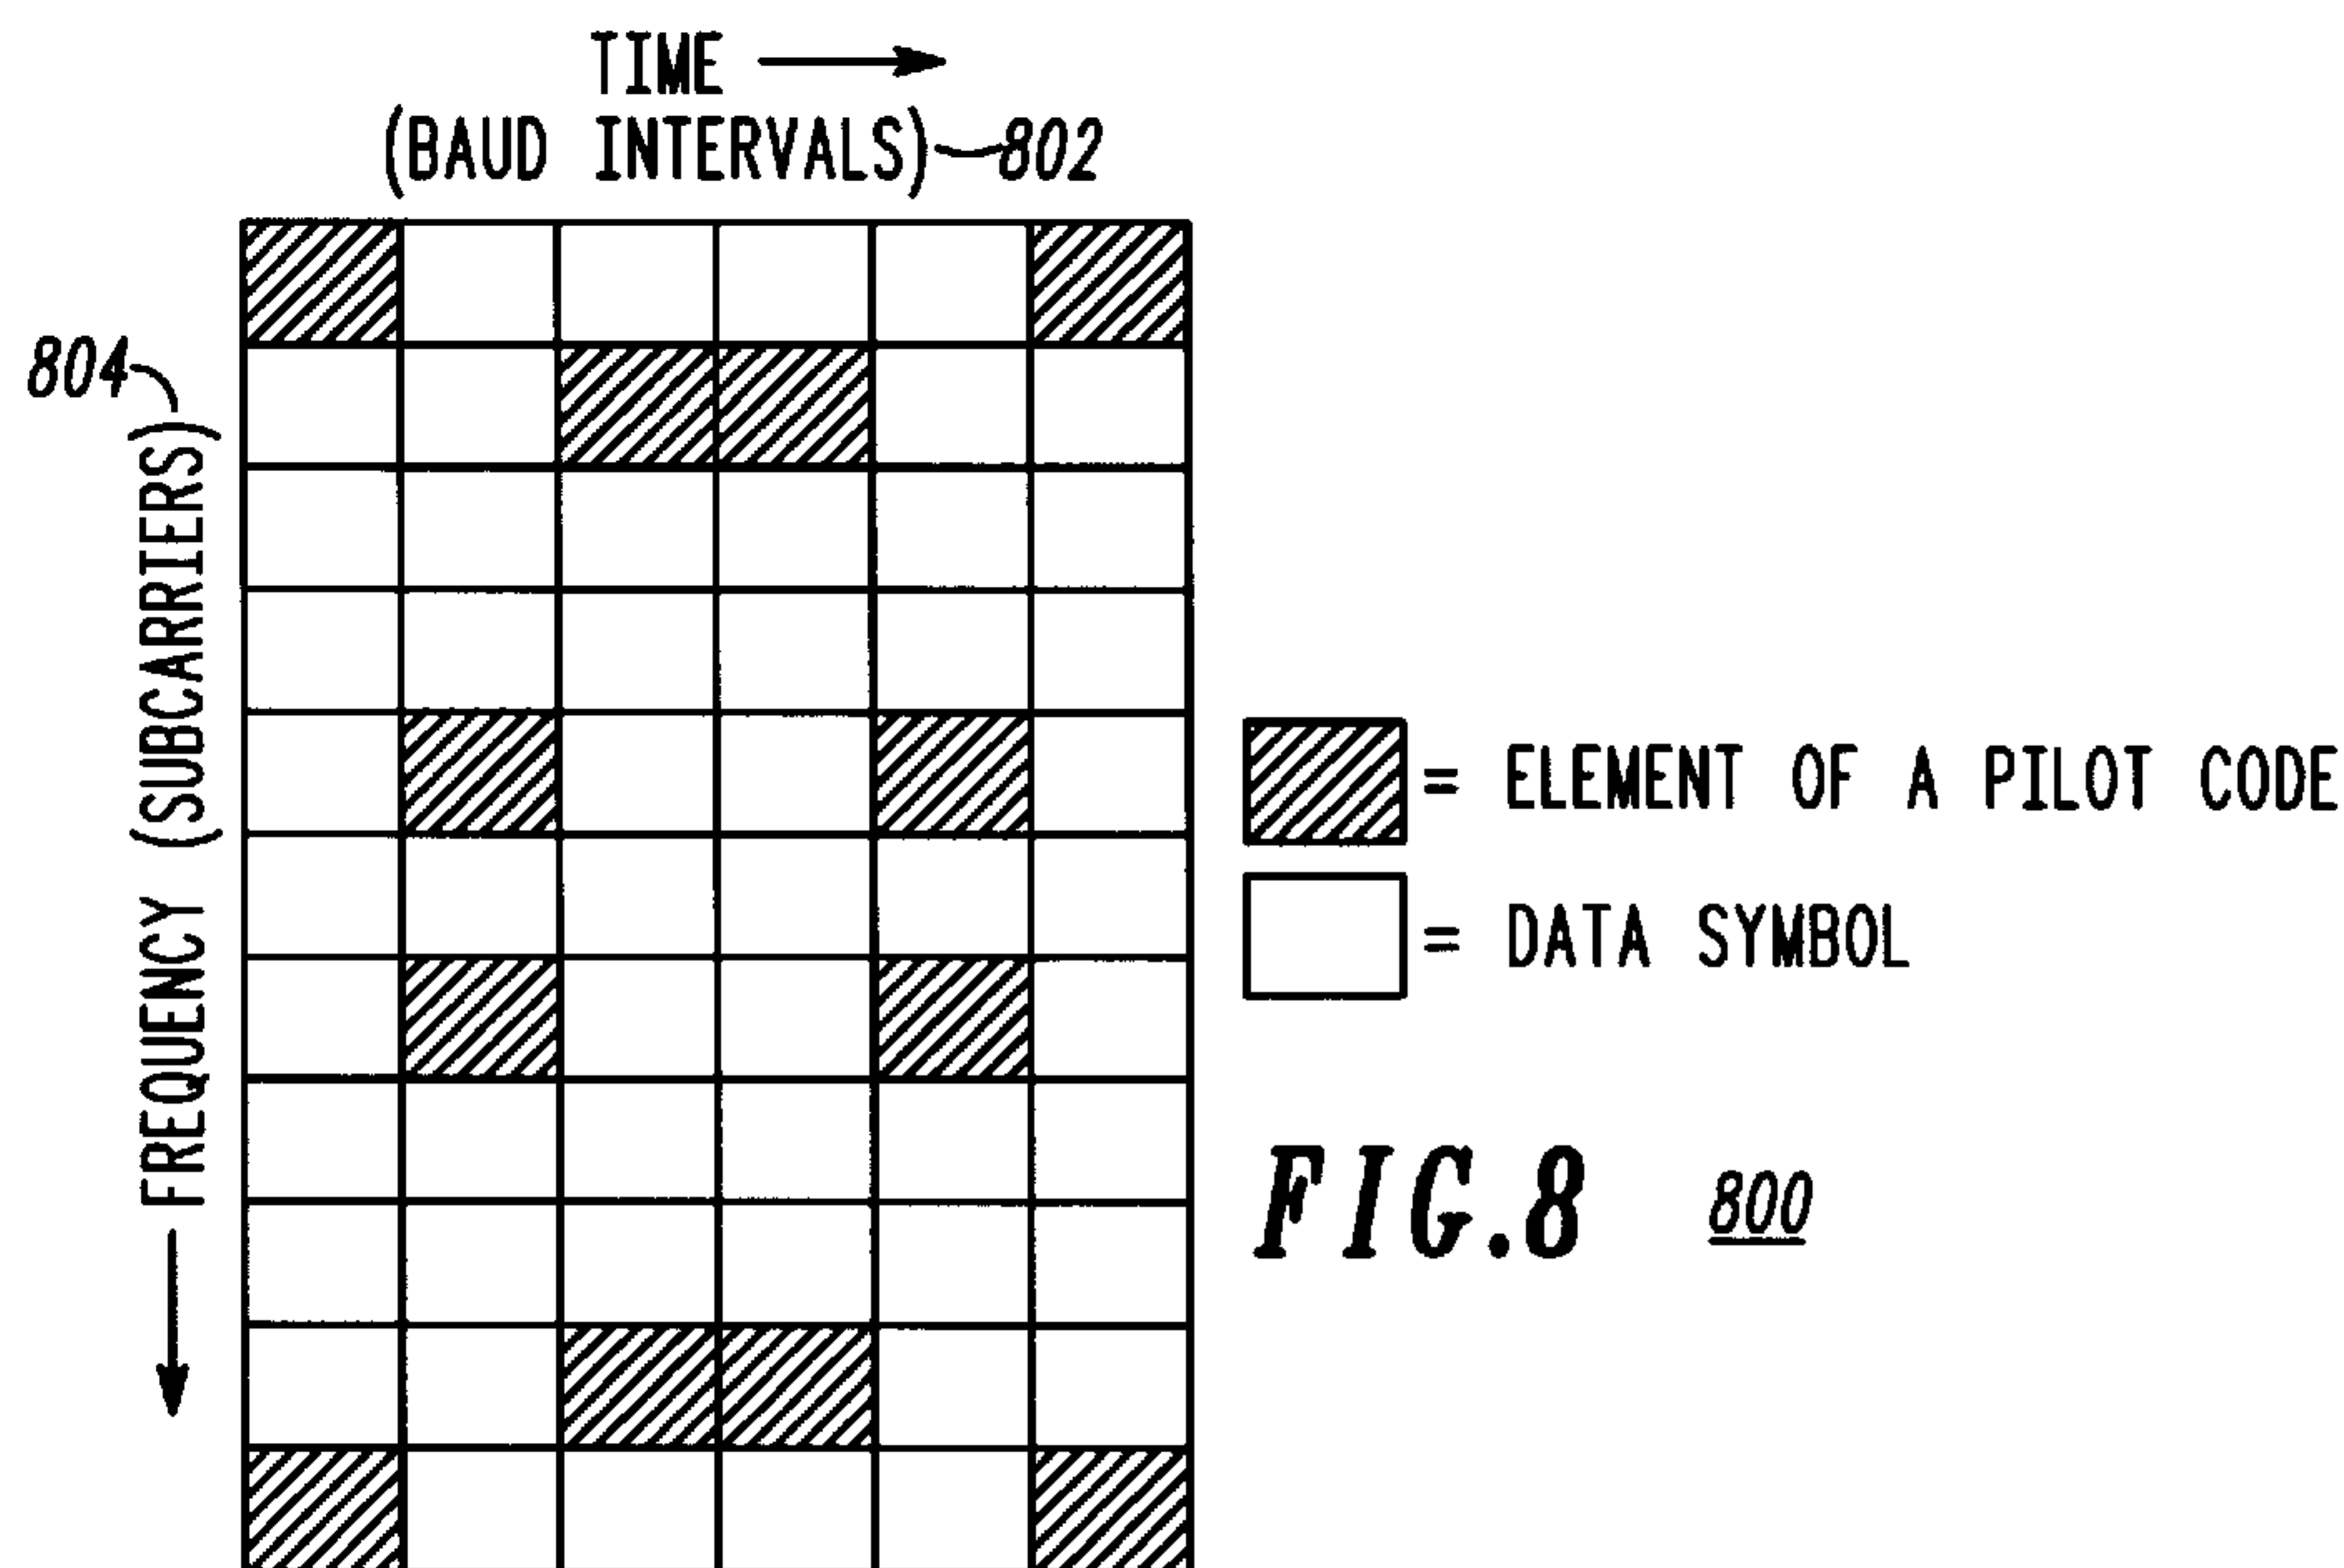 TIME
(BAUD INTERVALS) 802
804
FREQUENCY (SUBCARRIERS)
= ELEMENT OF A PILOT CODE
= DATA SYMBOL
FIG.8 800